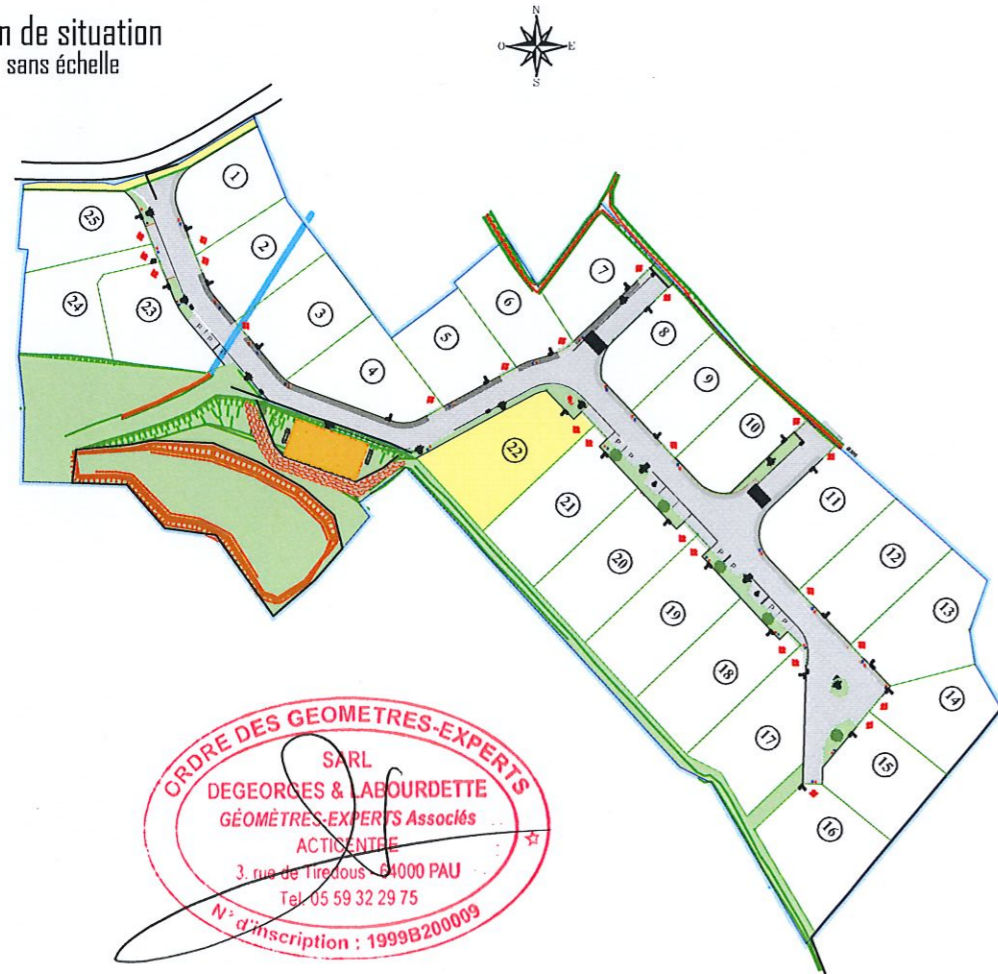 n de situation
sans échelle
N
O E
S
1
25
2
24
23
3
4
5
6
7
8
9
10
22
21
20
19
18
17
11
12
13
14
15
16
P P
P P
P P
P P
P P
ORDRE DES GEOMETRES-EXPERTS
SARL
DEGEORGES & LABOURDETTE
GÉOMÈTRES-EXPERTS Associés
ACTICENTRE
3, rue de Tiredous - 64000 PAU
Tel. 05 59 32 29 75
N° d'inscription : 1999B200009